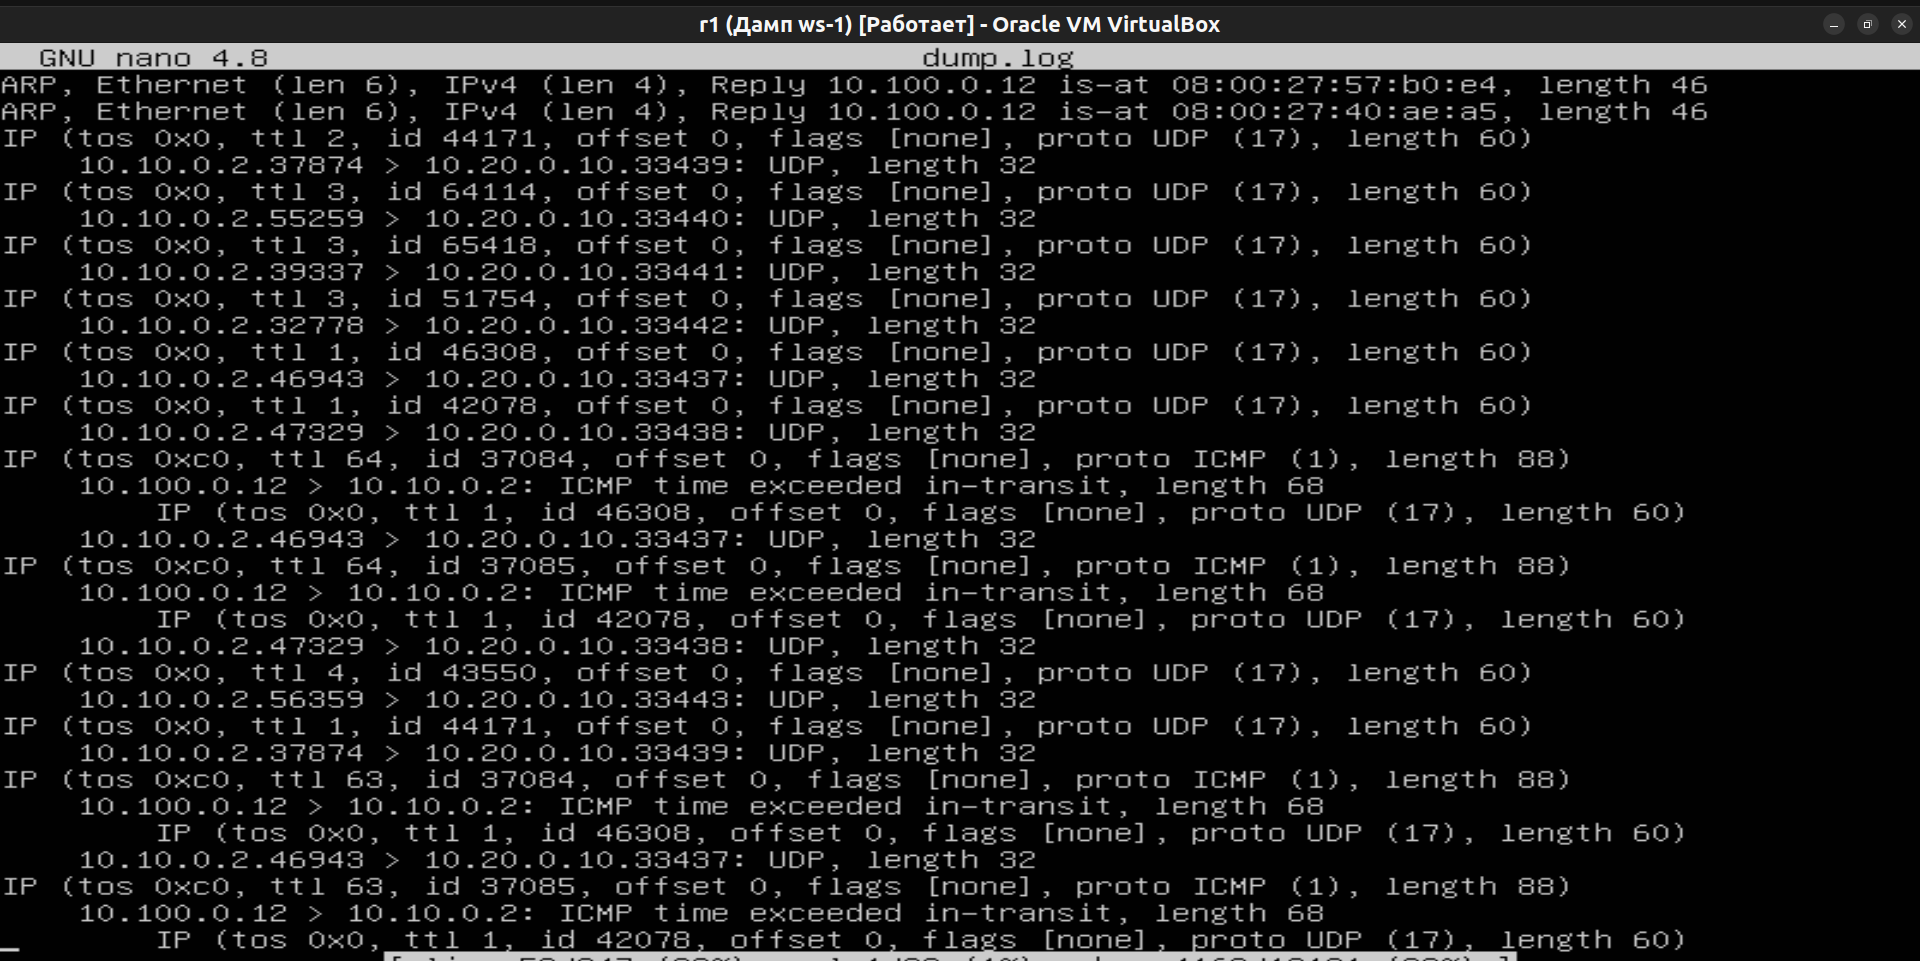 r1 (Дамп ws-1) [Работает] - Oracle VM VirtualBox
GNU nano 4.8 dump.log
ARP, Ethernet (len 6), IPv4 (len 4), Reply 10.100.0.12 is-at 08:00:27:57:b0:e4, length 46
ARP, Ethernet (len 6), IPv4 (len 4), Reply 10.100.0.12 is-at 08:00:27:40:ae:a5, length 46
IP (tos 0x0, ttl 2, id 44171, offset 0, flags [none], proto UDP (17), length 60)
10.10.0.2.37874 > 10.20.0.10.33439: UDP, length 32
IP (tos 0x0, ttl 3, id 64114, offset 0, flags [none], proto UDP (17), length 60)
10.10.0.2.55259 > 10.20.0.10.33440: UDP, length 32
IP (tos 0x0, ttl 3, id 65418, offset 0, flags [none], proto UDP (17), length 60)
10.10.0.2.39337 > 10.20.0.10.33441: UDP, length 32
IP (tos 0x0, ttl 3, id 51754, offset 0, flags [none], proto UDP (17), length 60)
10.10.0.2.32778 > 10.20.0.10.33442: UDP, length 32
IP (tos 0x0, ttl 1, id 46308, offset 0, flags [none], proto UDP (17), length 60)
10.10.0.2.46943 > 10.20.0.10.33437: UDP, length 32
IP (tos 0x0, ttl 1, id 42078, offset 0, flags [none], proto UDP (17), length 60)
10.10.0.2.47329 > 10.20.0.10.33438: UDP, length 32
IP (tos 0xc0, ttl 64, id 37084, offset 0, flags [none], proto ICMP (1), length 88)
10.100.0.12 > 10.10.0.2: ICMP time exceeded in-transit, length 68
IP (tos 0x0, ttl 1, id 46308, offset 0, flags [none], proto UDP (17), length 60)
10.10.0.2.46943 > 10.20.0.10.33437: UDP, length 32
IP (tos 0xc0, ttl 64, id 37085, offset 0, flags [none], proto ICMP (1), length 88)
10.100.0.12 > 10.10.0.2: ICMP time exceeded in-transit, length 68
IP (tos 0x0, ttl 1, id 42078, offset 0, flags [none], proto UDP (17), length 60)
10.10.0.2.47329 > 10.20.0.10.33438: UDP, length 32
IP (tos 0x0, ttl 4, id 43550, offset 0, flags [none], proto UDP (17), length 60)
10.10.0.2.56359 > 10.20.0.10.33443: UDP, length 32
IP (tos 0x0, ttl 1, id 44171, offset 0, flags [none], proto UDP (17), length 60)
10.10.0.2.37874 > 10.20.0.10.33439: UDP, length 32
IP (tos 0xc0, ttl 63, id 37084, offset 0, flags [none], proto ICMP (1), length 88)
10.100.0.12 > 10.10.0.2: ICMP time exceeded in-transit, length 68
IP (tos 0x0, ttl 1, id 46308, offset 0, flags [none], proto UDP (17), length 60)
10.10.0.2.46943 > 10.20.0.10.33437: UDP, length 32
IP (tos 0xc0, ttl 63, id 37085, offset 0, flags [none], proto ICMP (1), length 88)
10.100.0.12 > 10.10.0.2: ICMP time exceeded in-transit, length 68
IP (tos 0x0, ttl 1, id 42078, offset 0, flags [none], proto UDP (17), length 60)